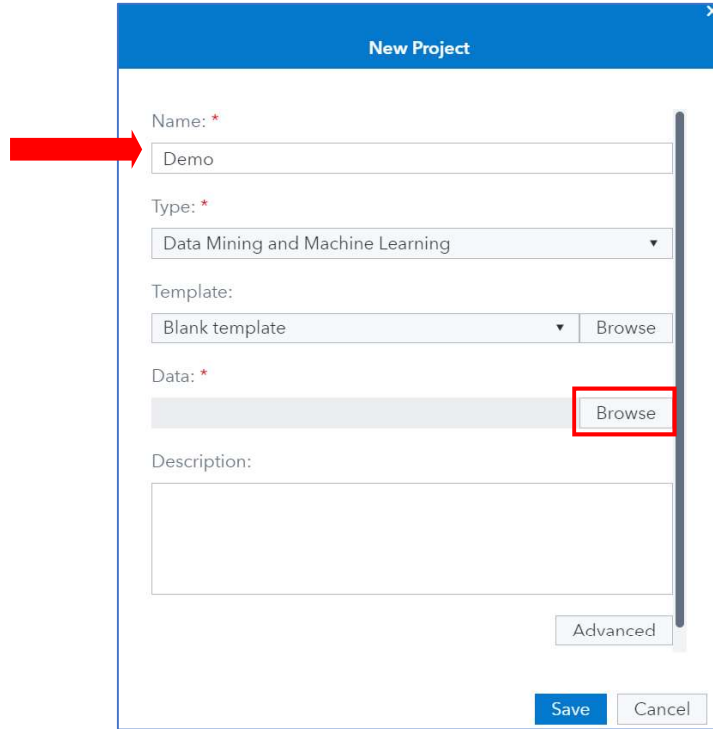 New Project
Name: *
Demo
Type: *
Data Mining and Machine Learning
Template:
Blank template Browse
Data: *
Browse
Description:
Advanced
Save Cancel